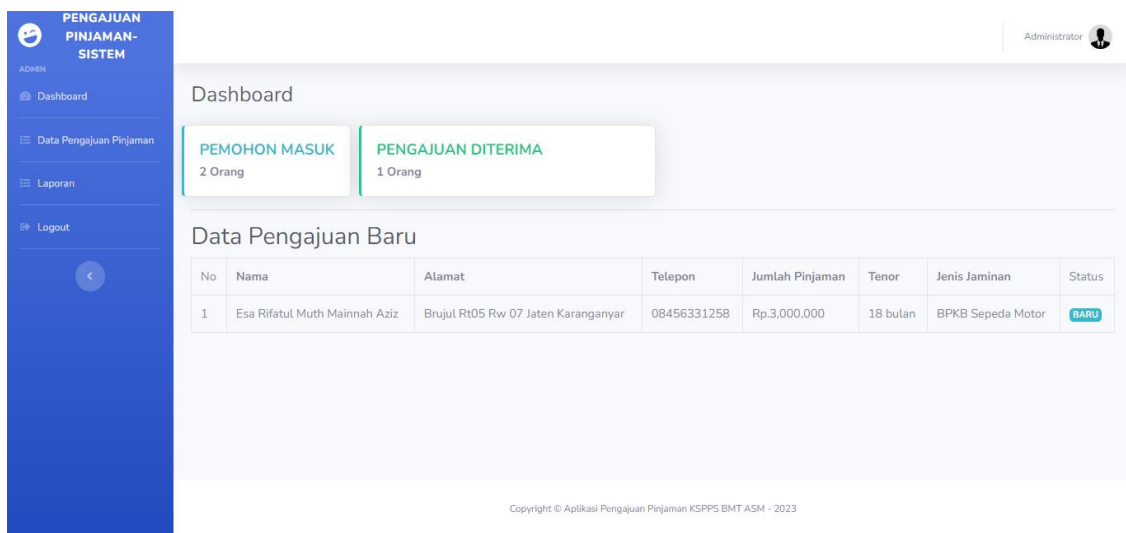 PENGAJUAN
PINJAMAN-
SISTEM
ADMIN
Dashboard
Data Pengajuan Pinjaman
Laporan
Logout
Administrator
Dashboard
PEMOHON MASUK
2 Orang
PENGAJUAN DITERIMA
1 Orang
Data Pengajuan Baru
No Nama Alamat Telepon Jumlah Pinjaman Tenor Jenis Jaminan Status
1 Esa Rifatul Muth Mainnah Aziz Brujul Rt05 Rw 07 Jaten Karanganyar 08456331258 Rp.3,000,000 18 bulan BPKB Sepeda Motor BARU
Copyright © Aplikasi Pengajuan Pinjaman KSPPS BMT ASM - 2023